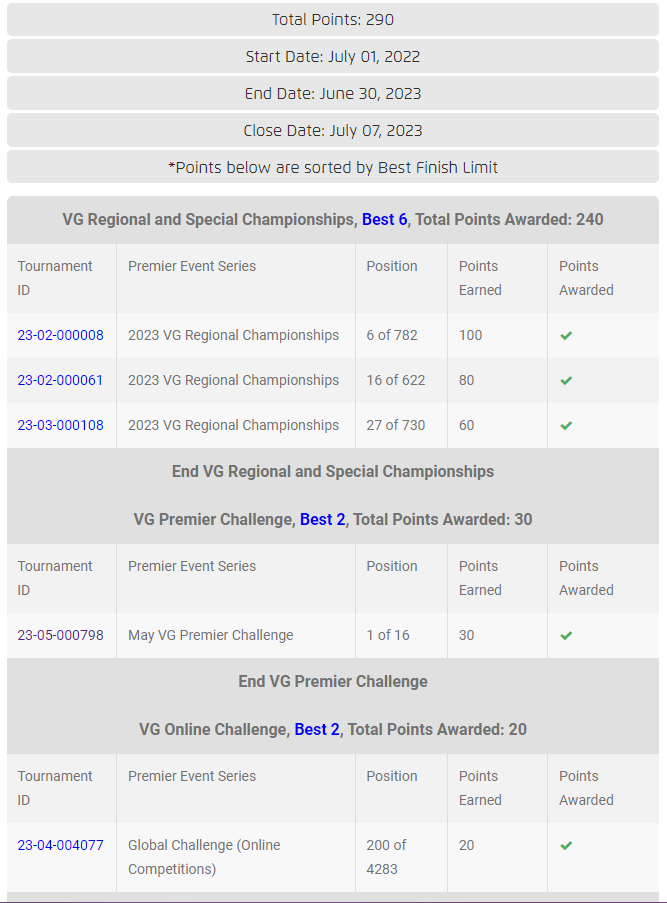 Total Points: 290
Start Date: July 01, 2022
End Date: June 30, 2023
Close Date: July 07, 2023
*Points below are sorted by Best Finish Limit
VG Regional and Special Championships, Best 6, Total Points Awarded: 240
Tournament ID Premier Event Series Position Points Earned Points Awarded
23-02-000008 2023 VG Regional Championships 6 of 782 100 ✓
23-02-000061 2023 VG Regional Championships 16 of 622 80 ✓
23-03-000108 2023 VG Regional Championships 27 of 730 60 ✓
End VG Regional and Special Championships
VG Premier Challenge, Best 2, Total Points Awarded: 30
Tournament ID Premier Event Series Position Points Earned Points Awarded
23-05-000798 May VG Premier Challenge 1 of 16 30 ✓
End VG Premier Challenge
VG Online Challenge, Best 2, Total Points Awarded: 20
Tournament ID Premier Event Series Position Points Earned Points Awarded
23-04-004077 Global Challenge (Online Competitions) 200 of 4283 20 ✓